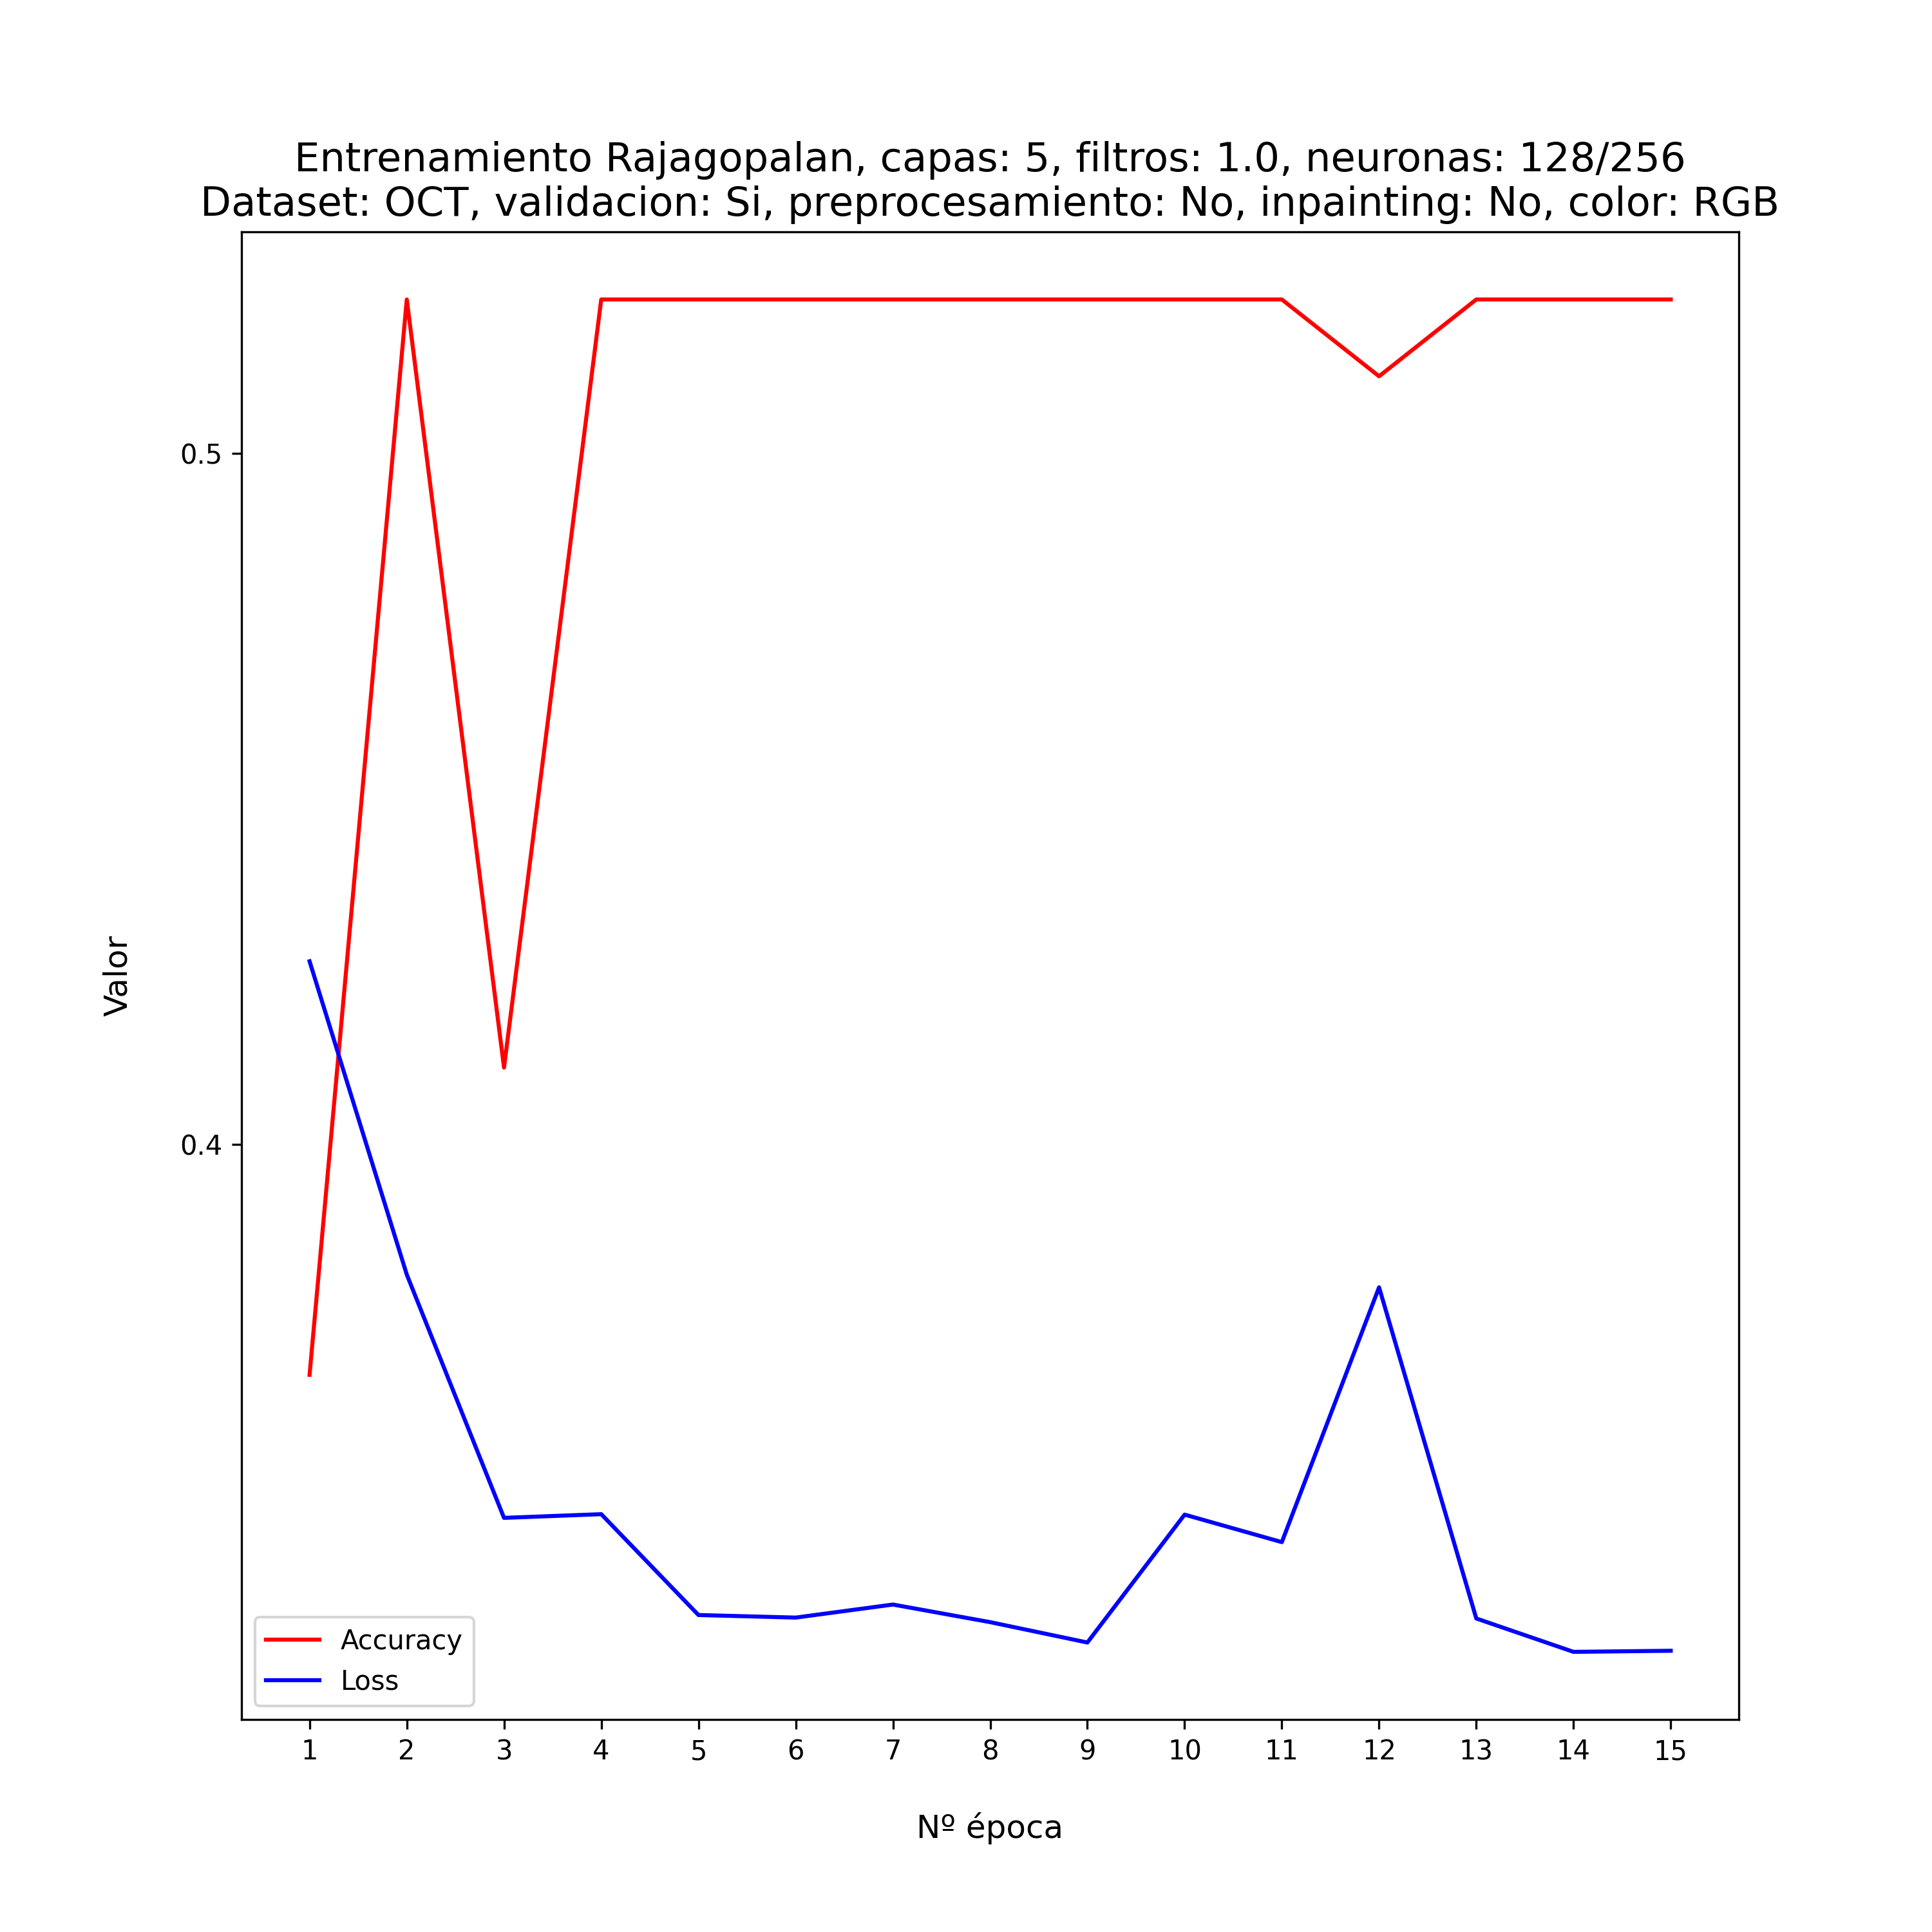 Entrenamiento Rajagopalan, capas: 5, filtros: 1.0, neuronas: 128/256
Dataset: OCT, validacion: Si, preprocesamiento: No, inpainting: No, color: RGB
0.5
Valor
0.4
Accuracy
Loss
1 2 3 4 5 6 7 8 9 10 11 12 13 14 15
Nº época